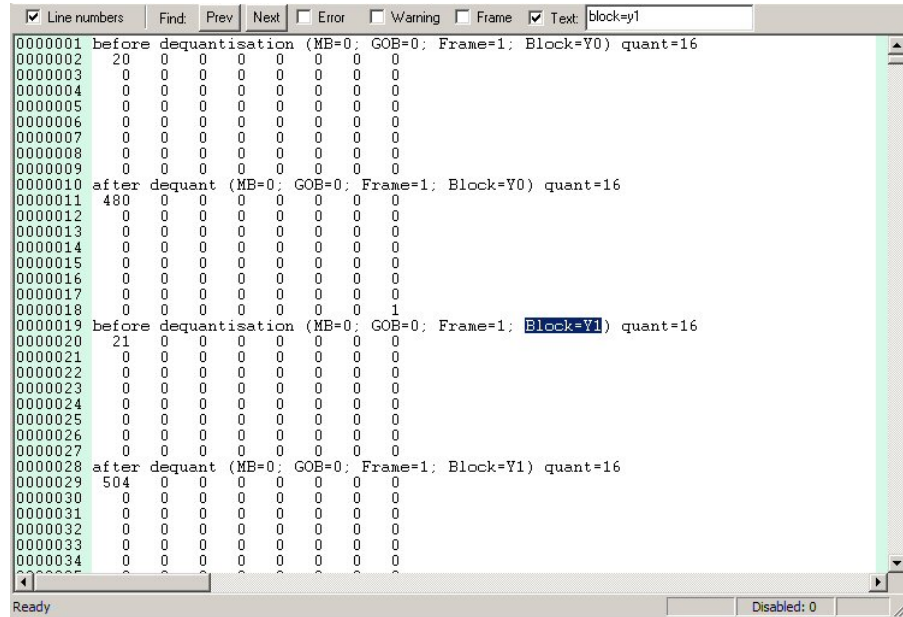 Line numbers Find: Prev Next Error Warning Frame Text: block=y1
0000001 before dequantisation (MB=0; GOB=0; Frame=1; Block=Y0) quant=16
0000002 20 0 0 0 0 0 0 0
0000003 0 0 0 0 0 0 0 0
0000004 0 0 0 0 0 0 0 0
0000005 0 0 0 0 0 0 0 0
0000006 0 0 0 0 0 0 0 0
0000007 0 0 0 0 0 0 0 0
0000008 0 0 0 0 0 0 0 0
0000009 0 0 0 0 0 0 0 0
0000010 after dequant (MB=0; GOB=0; Frame=1; Block=Y0) quant=16
0000011 480 0 0 0 0 0 0 0
0000012 0 0 0 0 0 0 0 0
0000013 0 0 0 0 0 0 0 0
0000014 0 0 0 0 0 0 0 0
0000015 0 0 0 0 0 0 0 0
0000016 0 0 0 0 0 0 0 0
0000017 0 0 0 0 0 0 0 0
0000018 0 0 0 0 0 0 0 1
0000019 before dequantisation (MB=0; GOB=0; Frame=1; Block=Y1) quant=16
0000020 21 0 0 0 0 0 0 0
0000021 0 0 0 0 0 0 0 0
0000022 0 0 0 0 0 0 0 0
0000023 0 0 0 0 0 0 0 0
0000024 0 0 0 0 0 0 0 0
0000025 0 0 0 0 0 0 0 0
0000026 0 0 0 0 0 0 0 0
0000027 0 0 0 0 0 0 0 0
0000028 after dequant (MB=0; GOB=0; Frame=1; Block=Y1) quant=16
0000029 504 0 0 0 0 0 0 0
0000030 0 0 0 0 0 0 0 0
0000031 0 0 0 0 0 0 0 0
0000032 0 0 0 0 0 0 0 0
0000033 0 0 0 0 0 0 0 0
0000034 0 0 0 0 0 0 0 0
Ready Disabled: 0